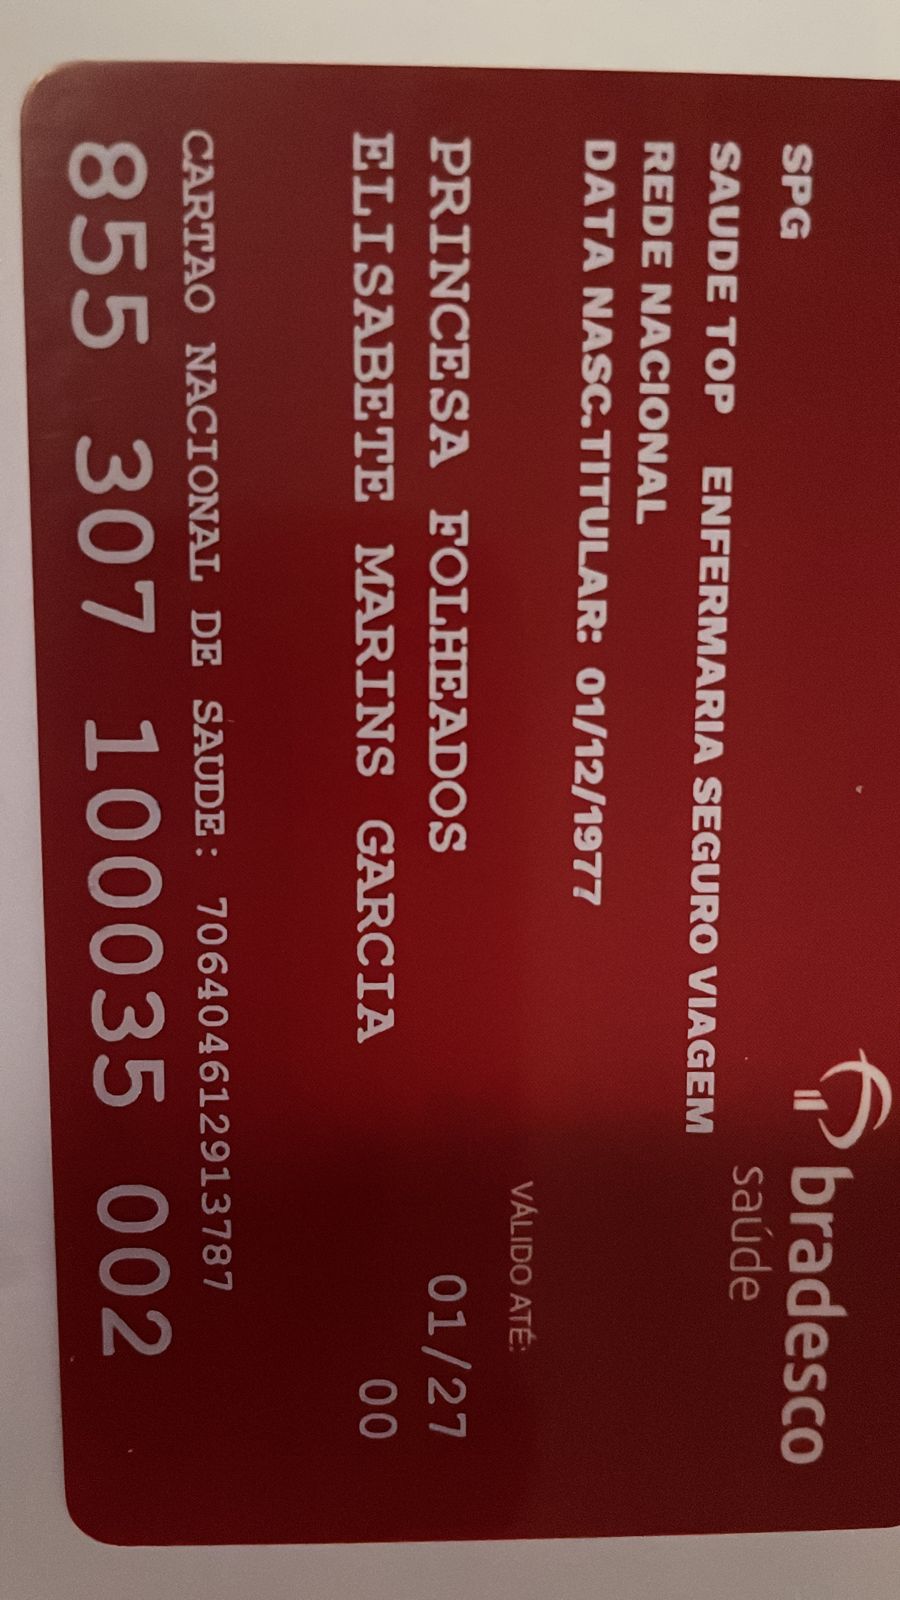 bradesco
saúde
SPG
SAUDE TOP ENFERMARIA SEGURO VIAGEM
REDE NACIONAL
DATA NASC.TITULAR: 01/12/1977
VÁLIDO ATÉ:
PRINCESA FOLHEADOS 01/27
ELISABETE MARINS GARCIA 00
CARTAO NACIONAL DE SAUDE: 706404612913787
855 307 100035 002